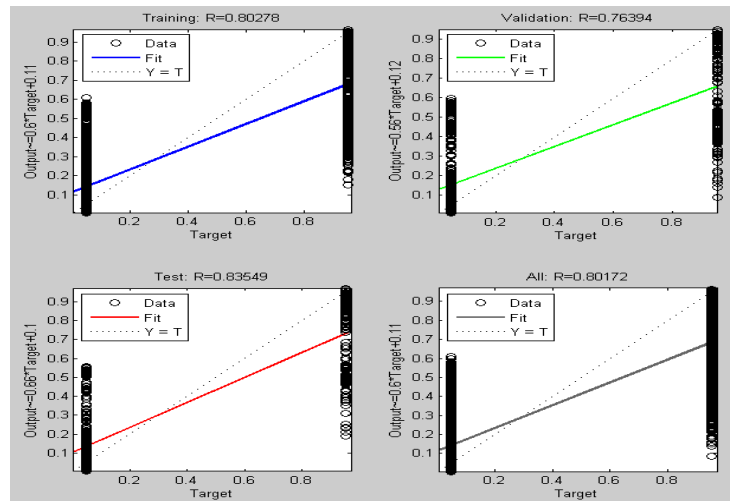 Training: R=0.80278
Output~=0.6*Target+0.11
0.9
0.8
0.7
0.6
0.5
0.4
0.3
0.2
0.1
Data
Fit
Y = T
0.2 0.4 0.6 0.8
Target
Validation: R=0.76394
Output~=0.56*Target+0.12
0.9
0.8
0.7
0.6
0.5
0.4
0.3
0.2
0.1
Data
Fit
Y = T
0.2 0.4 0.6 0.8
Target
Test: R=0.83549
Output~=0.66*Target+0.1
0.9
0.8
0.7
0.6
0.5
0.4
0.3
0.2
0.1
Data
Fit
Y = T
0.2 0.4 0.6 0.8
Target
All: R=0.80172
Output~=0.6*Target+0.11
0.9
0.8
0.7
0.6
0.5
0.4
0.3
0.2
0.1
Data
Fit
Y = T
0.2 0.4 0.6 0.8
Target